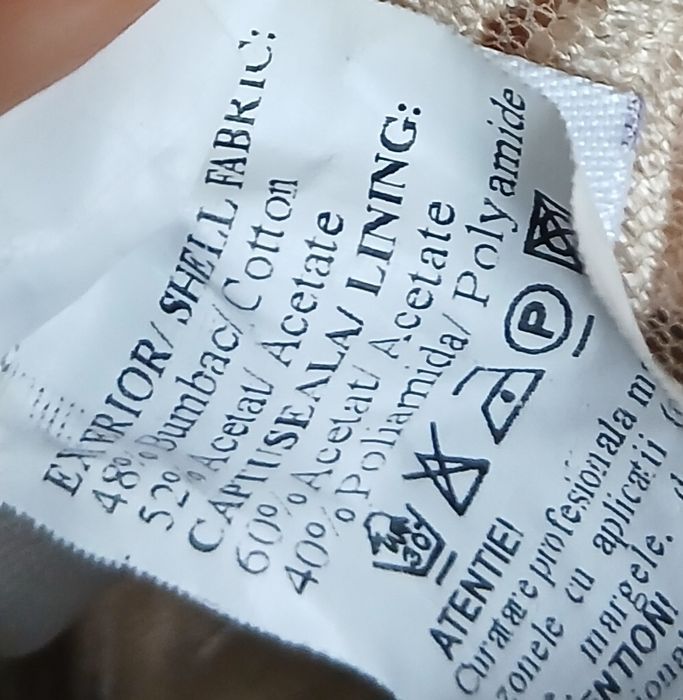 EXTERIOR/ SHELL FABRIC:
48% Bumbac/ Cotton
52% Acetat/ Acetate
CAPTUSEALA/ LINING:
60% Acetat/ Acetate
40% Poliamida/ Polyamide
30°
P
ATENTIE!
Curatare profesionala
zonele cu aplicatii
margele.